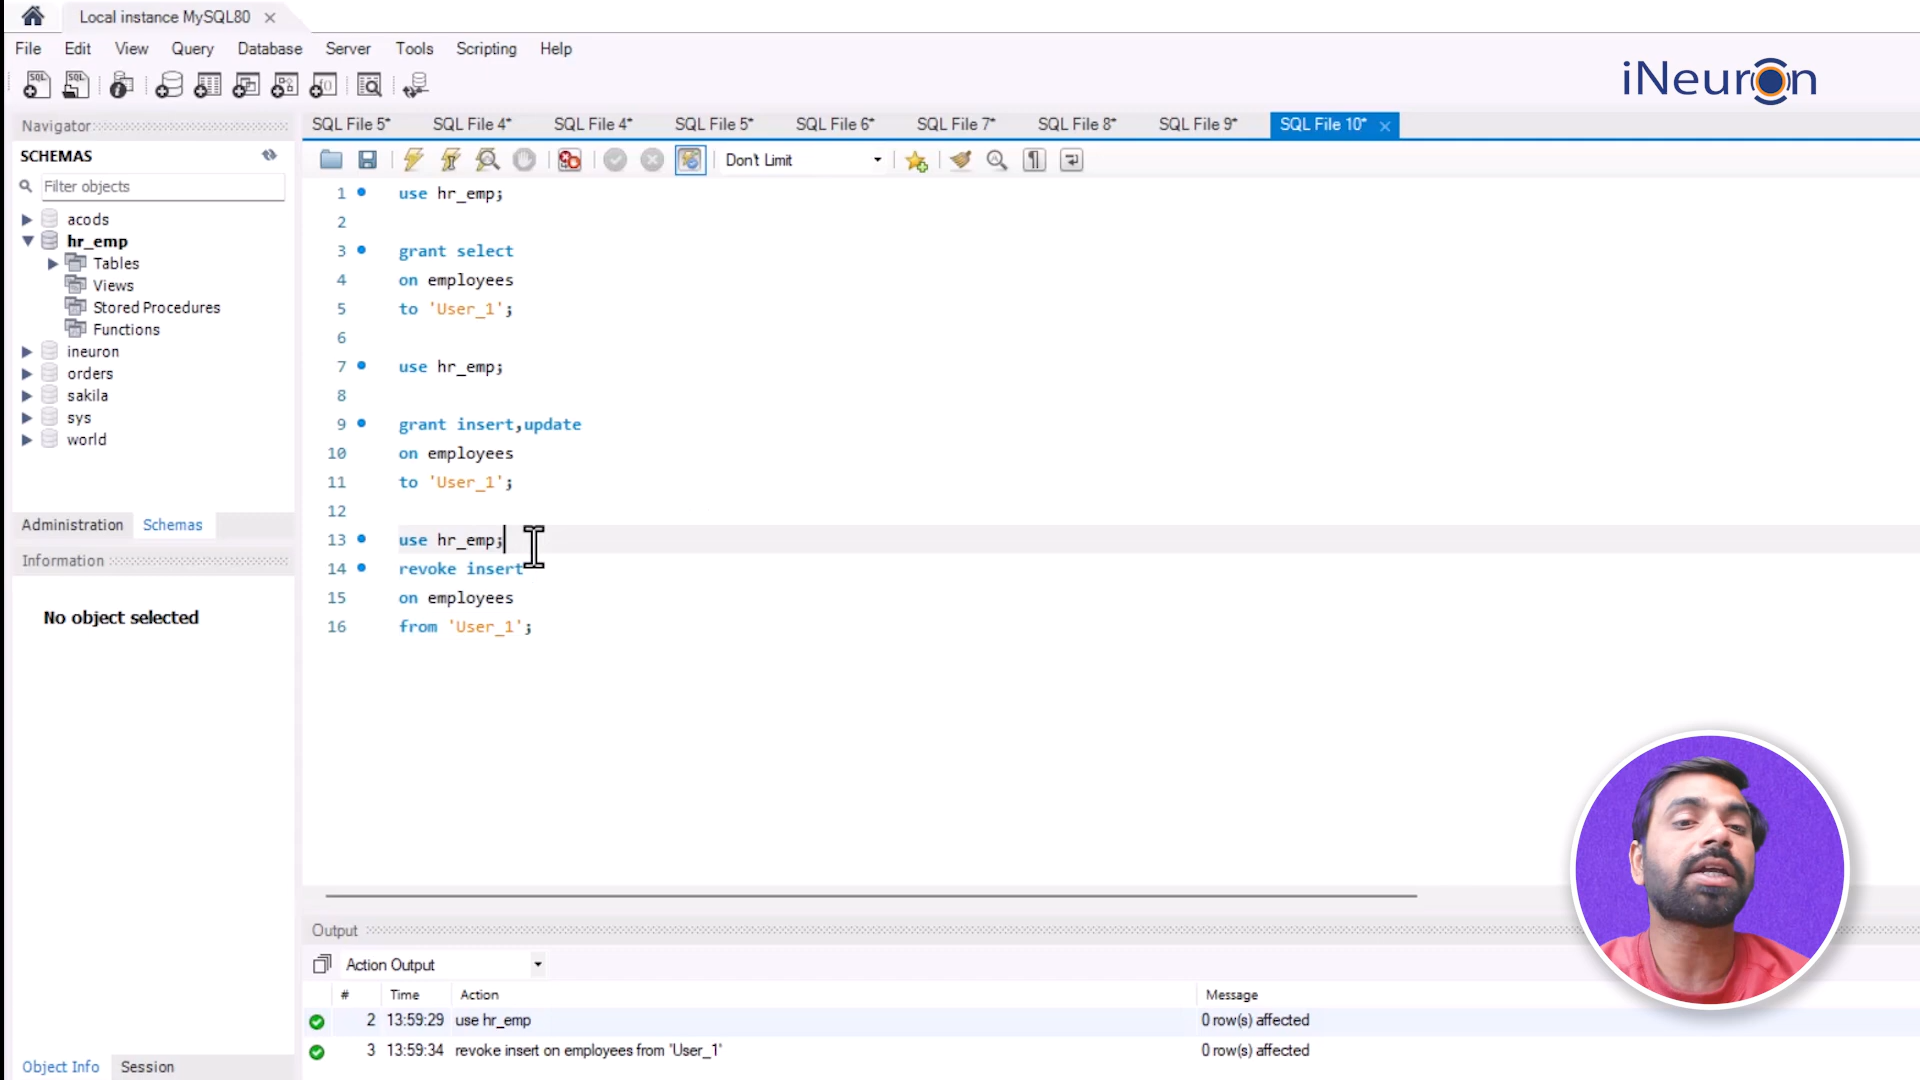 Local instance MySQL80
File Edit View Query Database Server Tools Scripting Help
iNeuron
Navigator
SCHEMAS
Filter objects
acods
hr_emp
Tables
Views
Stored Procedures
Functions
ineuron
orders
sakila
sys
world
Administration Schemas
Information
No object selected
Object Info Session
SQL File 5* SQL File 4* SQL File 4* SQL File 5* SQL File 6* SQL File 7* SQL File 8* SQL File 9* SQL File 10*
Don't Limit
1 use hr_emp;
2
3 grant select
4 on employees
5 to 'User_1';
6
7 use hr_emp;
8
9 grant insert,update
10 on employees
11 to 'User_1';
12
13 use hr_emp;
14 revoke insert
15 on employees
16 from 'User_1';
Output
Action Output
# Time Action Message
2 13:59:29 use hr_emp 0 row(s) affected
3 13:59:34 revoke insert on employees from 'User_1' 0 row(s) affected